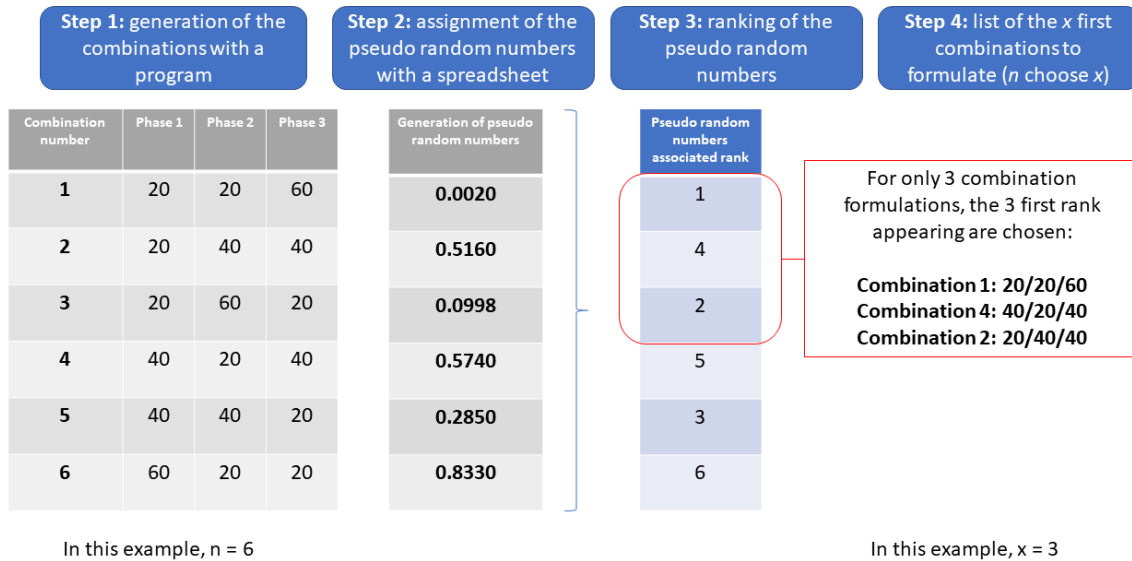 Step 1: generation of the
combinations with a
program
Step 2: assignment of the
pseudo random numbers
with a spreadsheet
Step 3: ranking of the
pseudo random
numbers
Step 4: list of the x first
combinations to
formulate (n choose x)
Combination
number
Phase 1
Phase 2
Phase 3
1 20 20 60
2 20 40 40
3 20 60 20
4 40 20 40
5 40 40 20
6 60 20 20
Generation of pseudo
random numbers
0.0020
0.5160
0.0998
0.5740
0.2850
0.8330
Pseudo random
numbers
associated rank
1
4
2
5
3
6
For only 3 combination
formulations, the 3 first rank
appearing are chosen:
Combination 1: 20/20/60
Combination 4: 40/20/40
Combination 2: 20/40/40
In this example, n = 6
In this example, x = 3